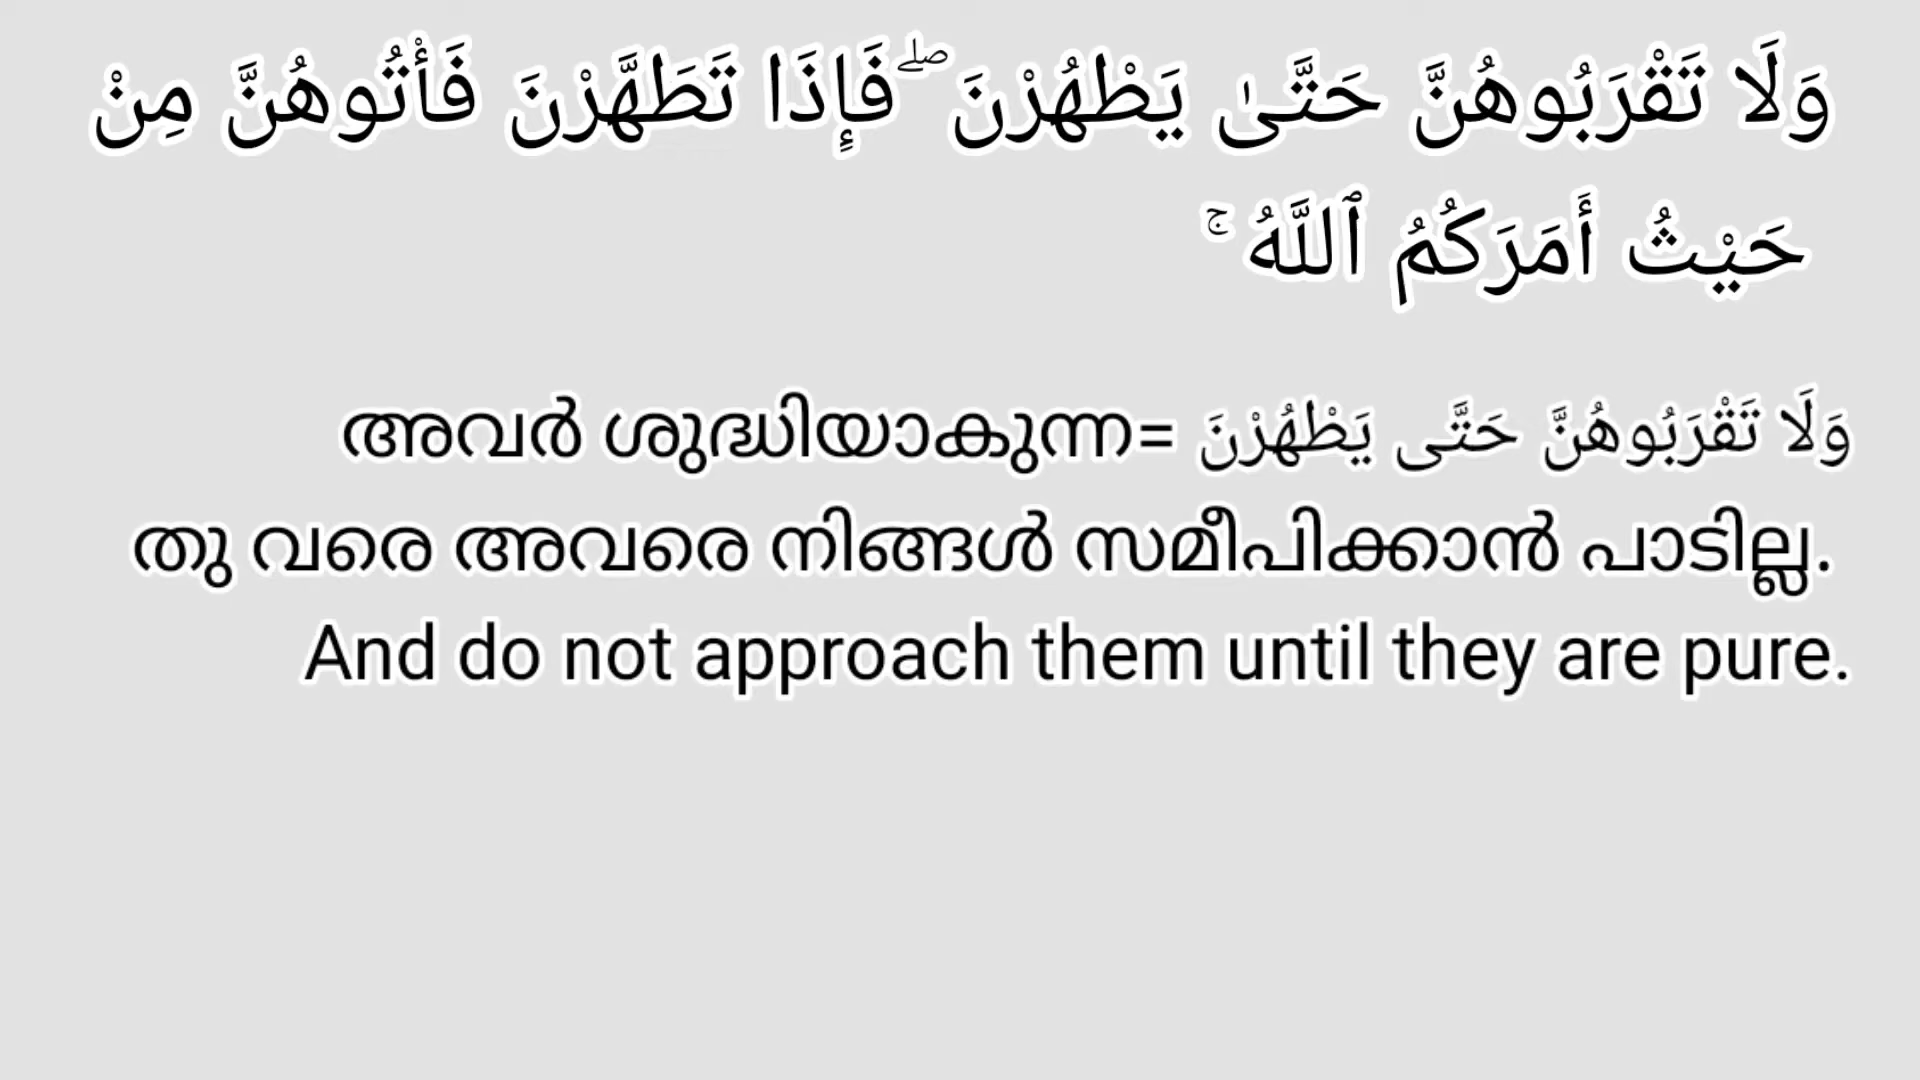 وَلَا تَقْرَبُوهُنَّ حَتَّىٰ يَطْهُرْنَ ۖ فَإِذَا تَطَهَّرْنَ فَأْتُوهُنَّ مِنْ
حَيْثُ أَمَرَكُمُ ٱللَّهُ ۚ
وَلَا تَقْرَبُوهُنَّ حَتَّى يَطْهُرْنَ =അവർ ശുദ്ധിയാകുന്ന
തു വരെ അവരെ നിങ്ങൾ സമീപിക്കാൻ പാടില്ല.
And do not approach them until they are pure.